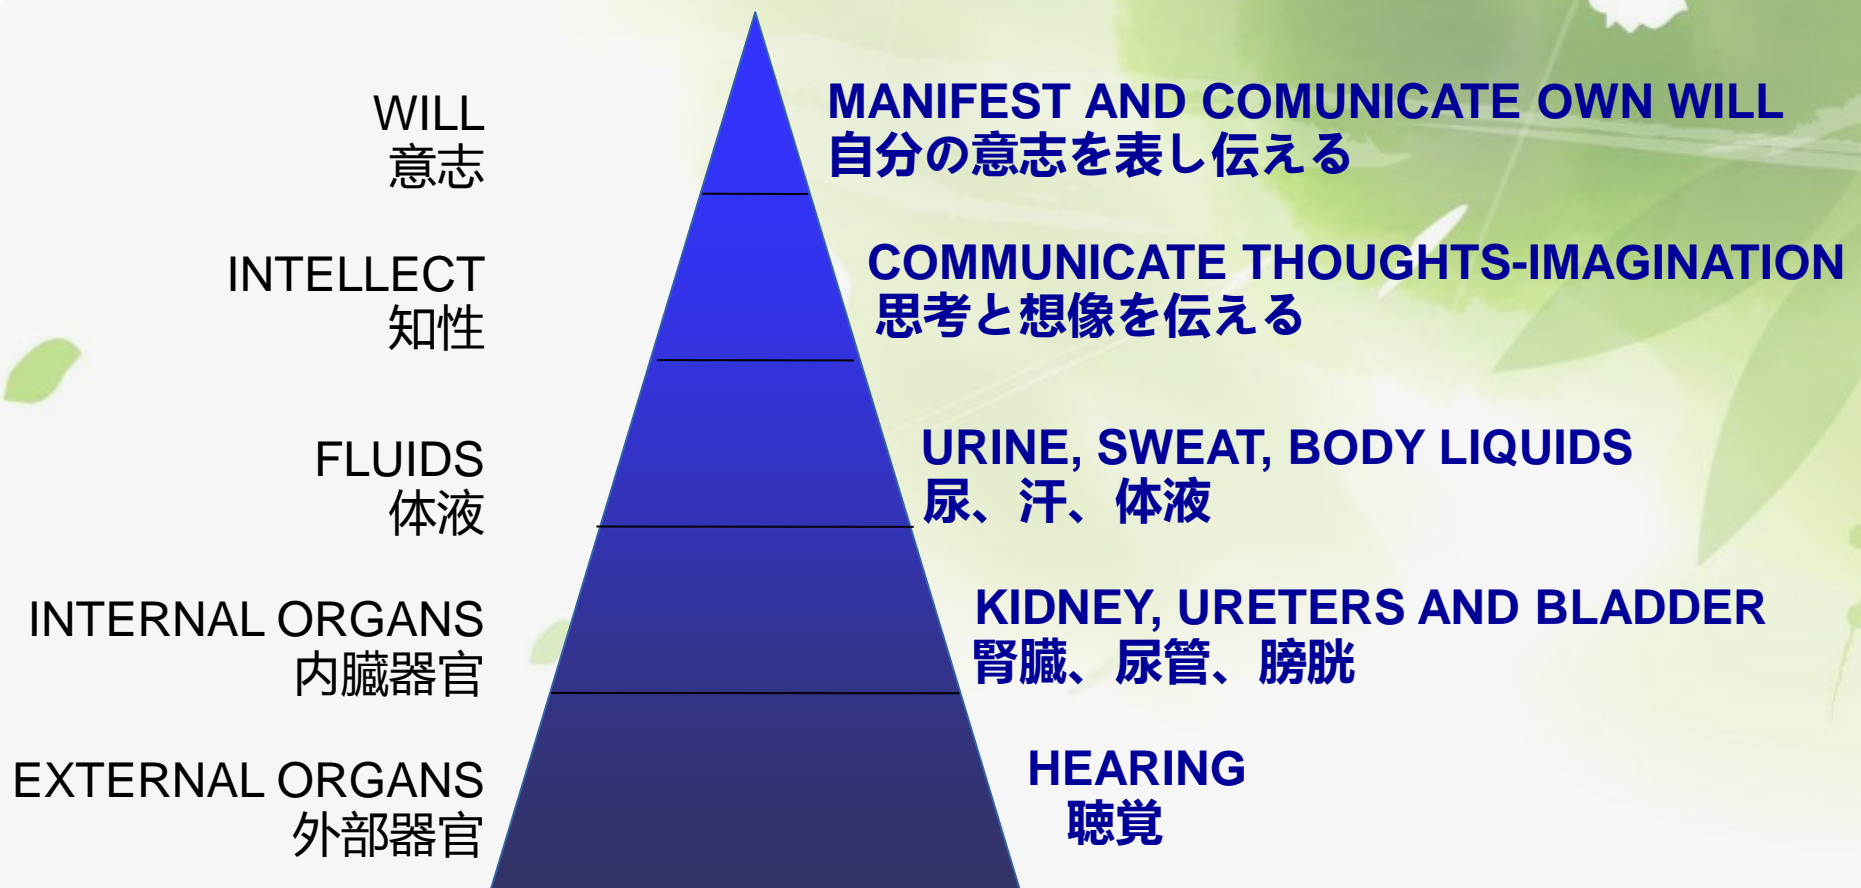 WILL
意志
MANIFEST AND COMUNICATE OWN WILL
自分の意志を表し伝える
INTELLECT
知性
COMMUNICATE THOUGHTS-IMAGINATION
思考と想像を伝える
FLUIDS
体液
URINE, SWEAT, BODY LIQUIDS
尿、汗、体液
INTERNAL ORGANS
内臓器官
KIDNEY, URETERS AND BLADDER
腎臓、尿管、膀胱
EXTERNAL ORGANS
外部器官
HEARING
聴覚